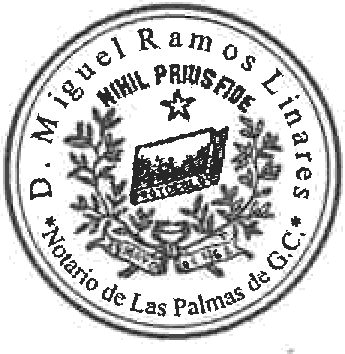 D. Miguel Ramos Linares
NIHIL PRIUS FIDE
*Notario de Las Palmas de G.C.*